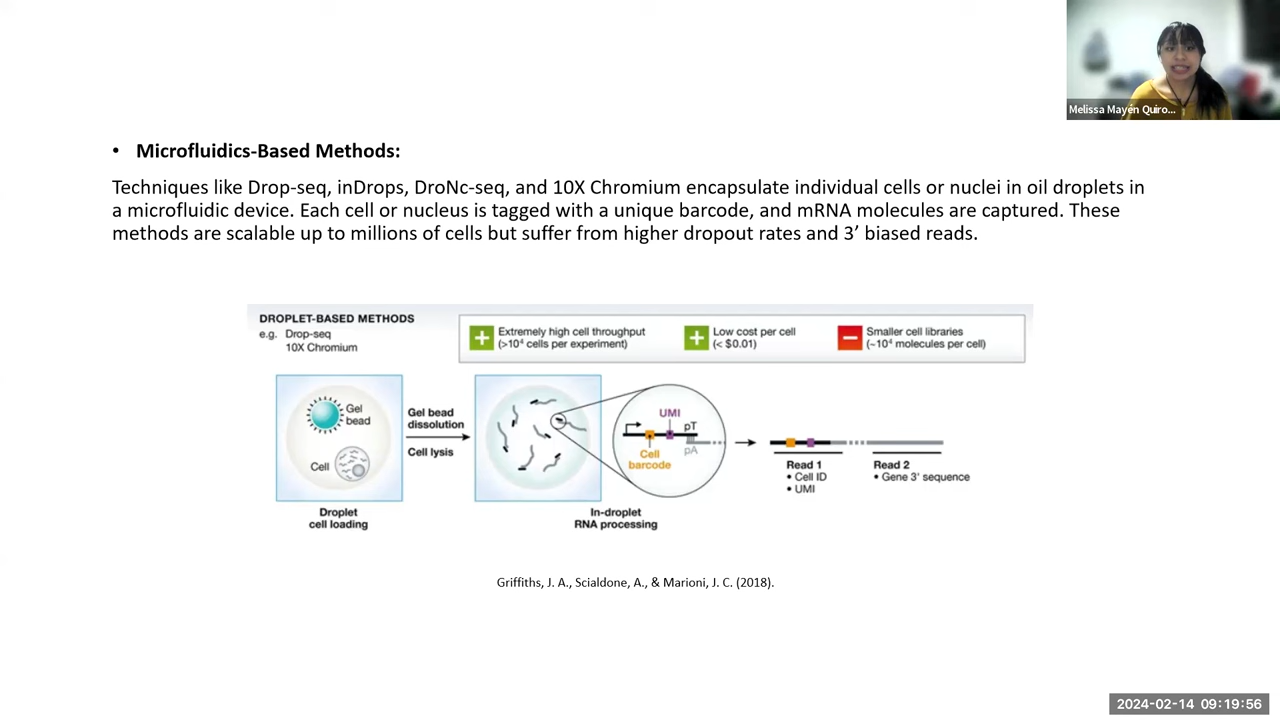 Melissa Mayén Quiro...
• Microfluidics-Based Methods:
Techniques like Drop-seq, inDrops, DroNc-seq, and 10X Chromium encapsulate individual cells or nuclei in oil droplets in
a microfluidic device. Each cell or nucleus is tagged with a unique barcode, and mRNA molecules are captured. These
methods are scalable up to millions of cells but suffer from higher dropout rates and 3’ biased reads.
DROPLET-BASED METHODS
e.g. Drop-seq
10X Chromium
Extremely high cell throughput
(>10⁴ cells per experiment)
Low cost per cell
(< $0.01)
Smaller cell libraries
(~10⁴ molecules per cell)
Gel
bead
Cell
Droplet
cell loading
Gel bead
dissolution
Cell lysis
In-droplet
RNA processing
UMI
pT
pA
Cell
barcode
Read 1
• Cell ID
• UMI
Read 2
• Gene 3' sequence
Griffiths, J. A., Scialdone, A., & Marioni, J. C. (2018).
2024-02-14 09:19:56